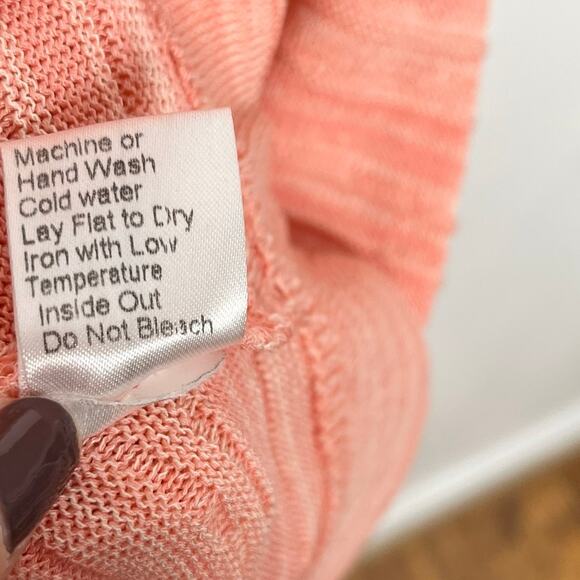 Machine or
Hand Wash
Cold water
Lay Flat to Dry
Iron with Low
Temperature
Inside Out
Do Not Bleach